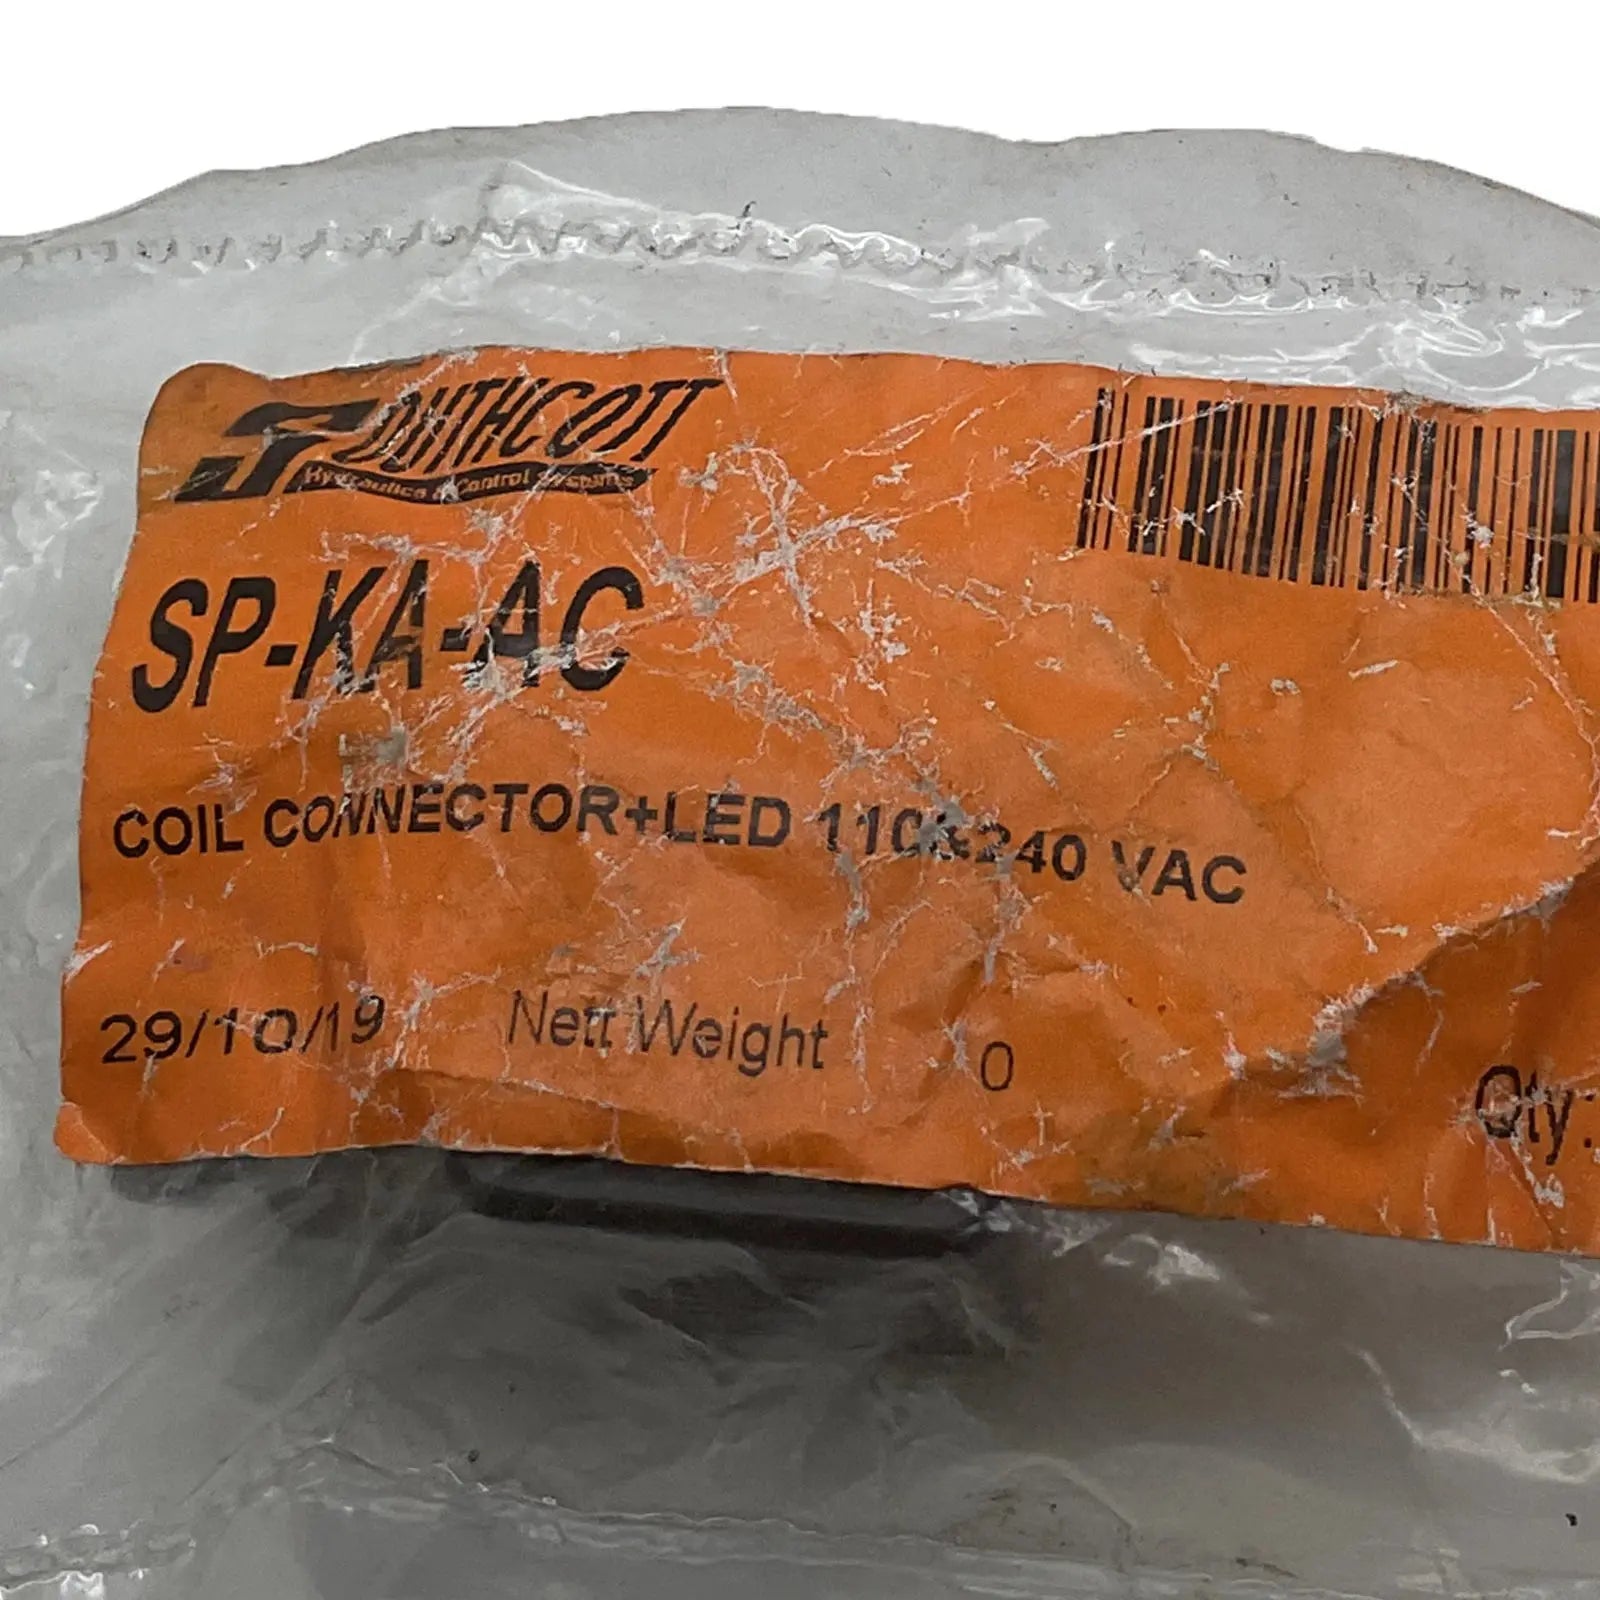 SOUTHCOTT
Hydraulics & Control Systems
SP-KA-AC
COIL CONNECTOR+LED 110&240 VAC
29/10/19 Nett Weight 0
Qty: